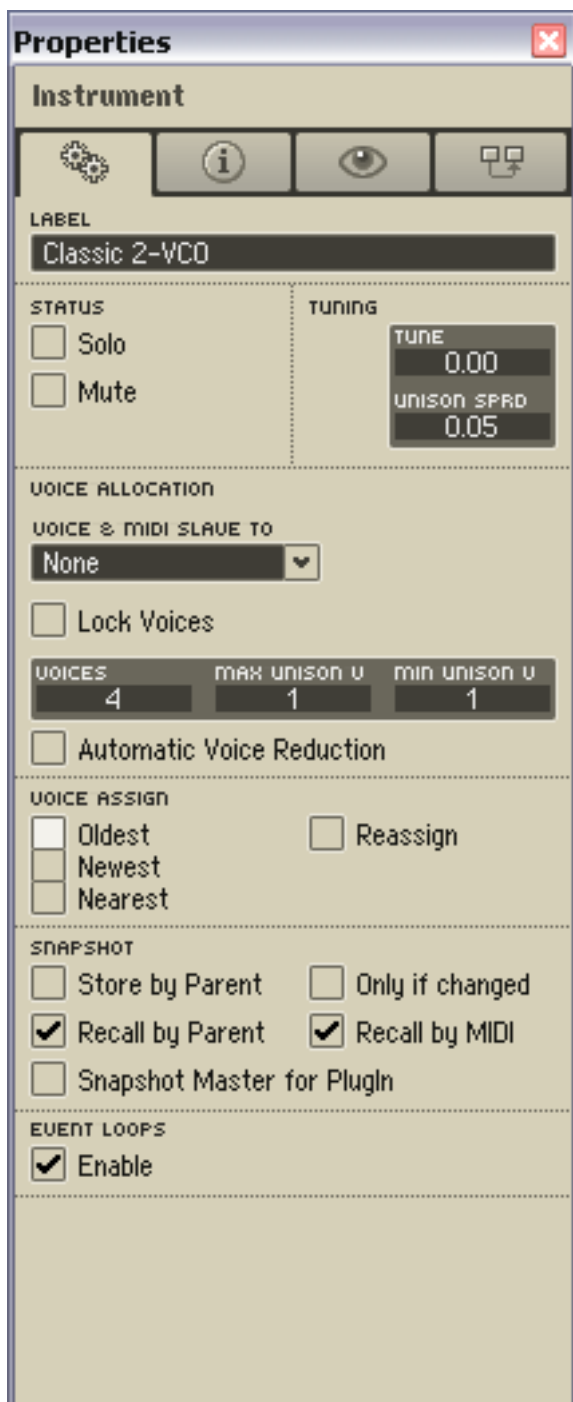 Properties
Instrument
LABEL
Classic 2-VCO
STATUS
TUNING
Solo
TUNE
0.00
Mute
UNISON SPRD
0.05
VOICE ALLOCATION
VOICE & MIDI SLAVE TO
None
Lock Voices
VOICES MAX UNISON V MIN UNISON V
4 1 1
Automatic Voice Reduction
VOICE ASSIGN
Oldest Reassign
Newest
Nearest
SNAPSHOT
Store by Parent Only if changed
Recall by Parent Recall by MIDI
Snapshot Master for PlugIn
EVENT LOOPS
Enable